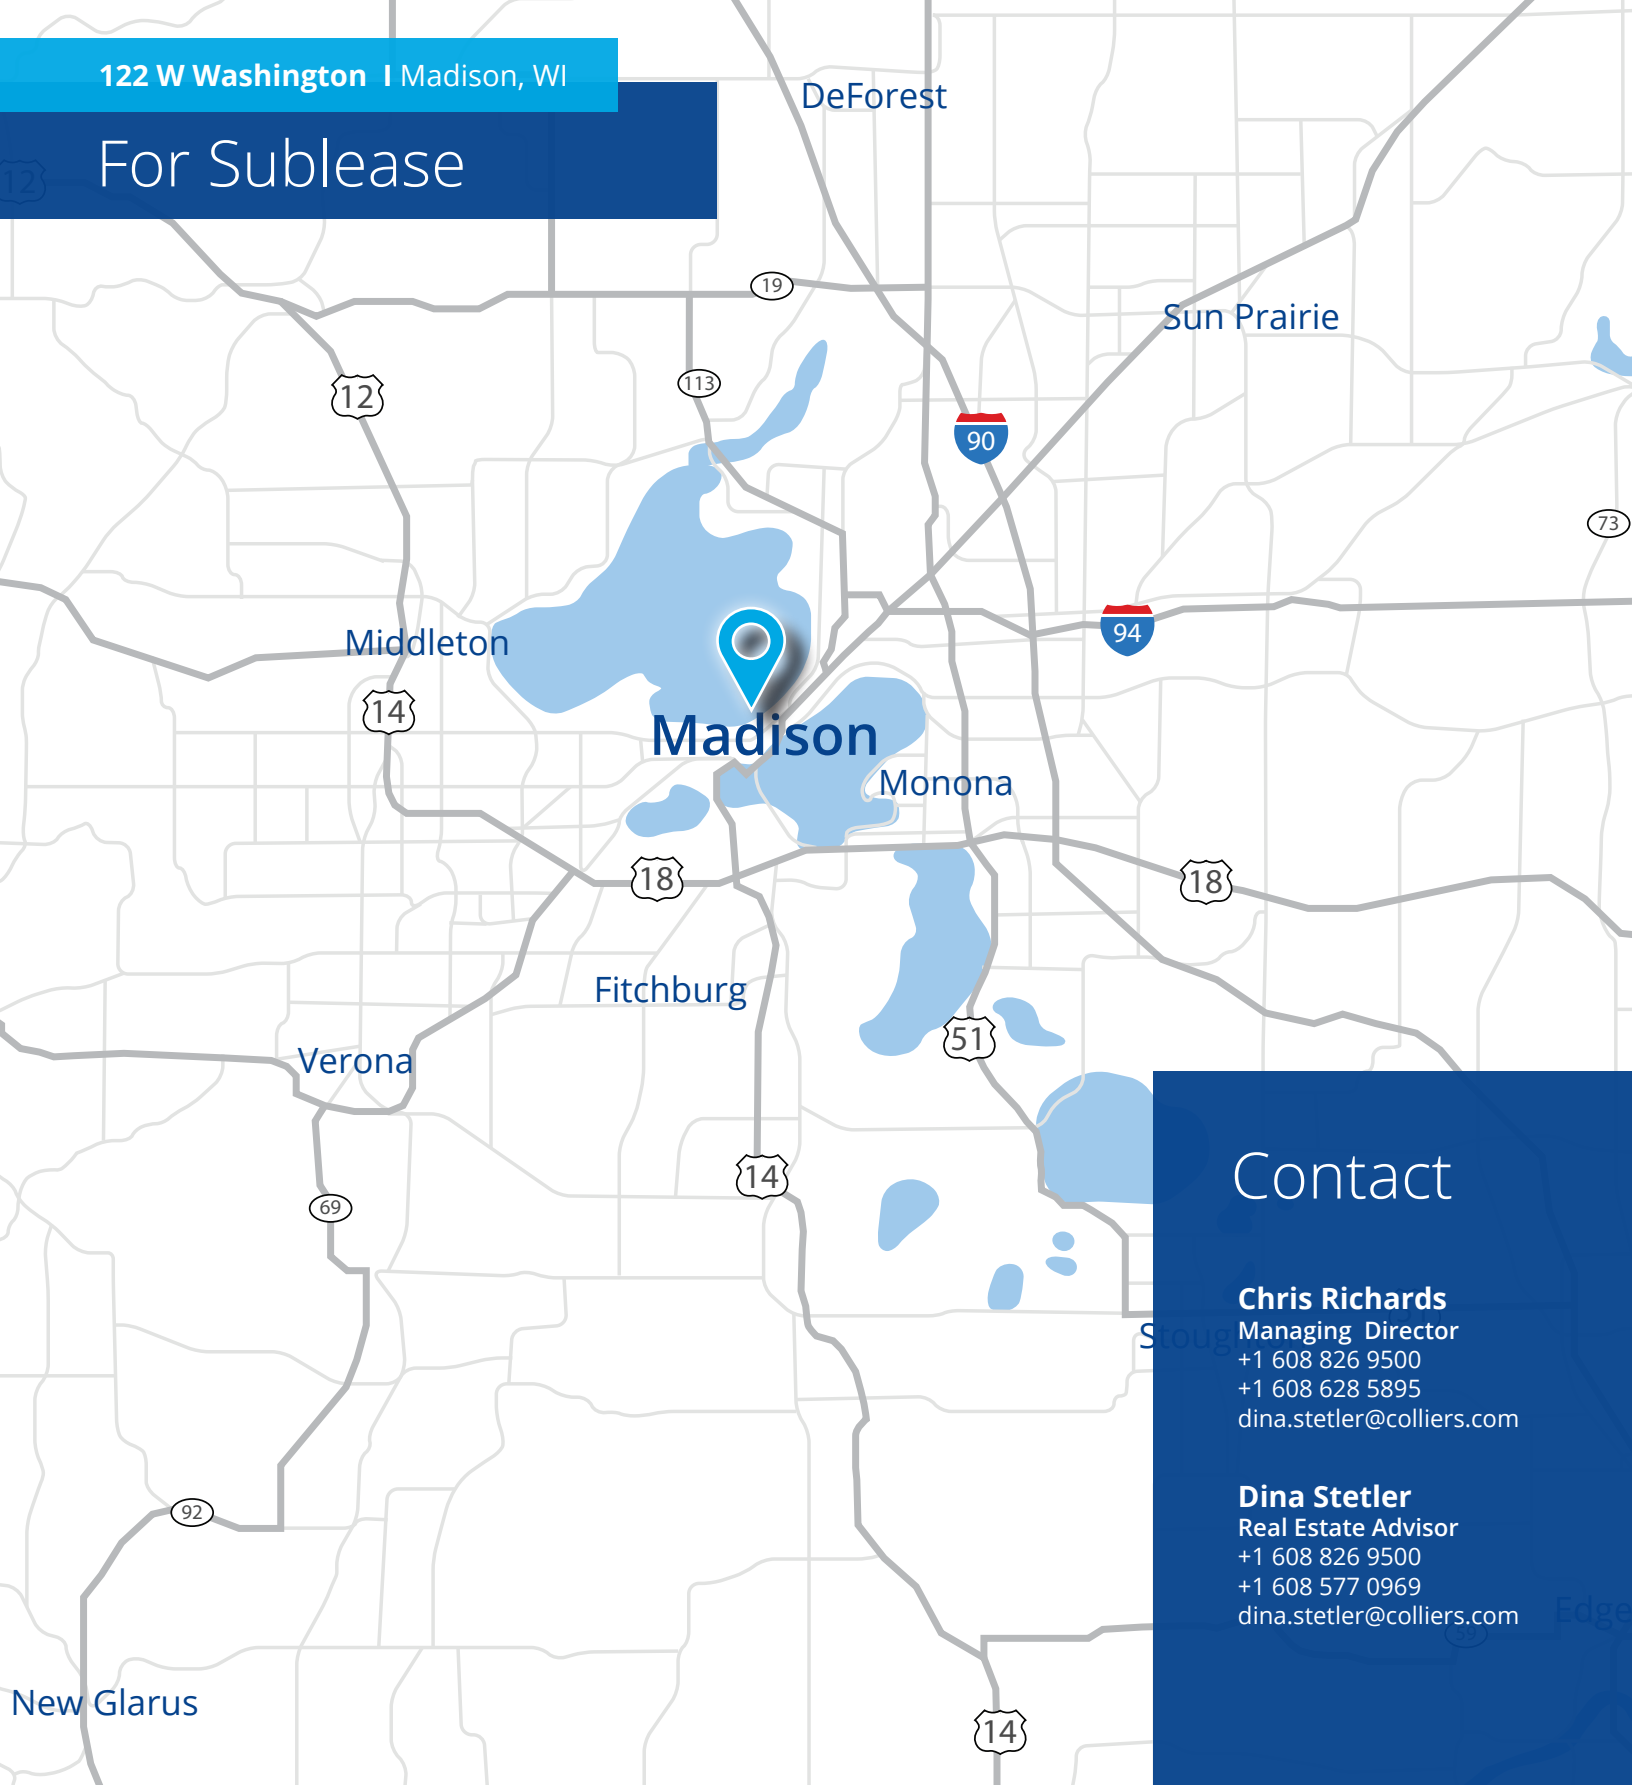 122 W Washington I Madison, WI
For Sublease
12
DeForest
19
Sun Prairie
113
12
90
73
94
Middleton
14
Madison
Monona
18
18
Fitchburg
51
Verona
14
69
Contact
Chris Richards
Managing Director
+1 608 826 9500
+1 608 628 5895
dina.stetler@colliers.com
Dina Stetler
Real Estate Advisor
+1 608 826 9500
+1 608 577 0969
dina.stetler@colliers.com
92
59
New Glarus
14